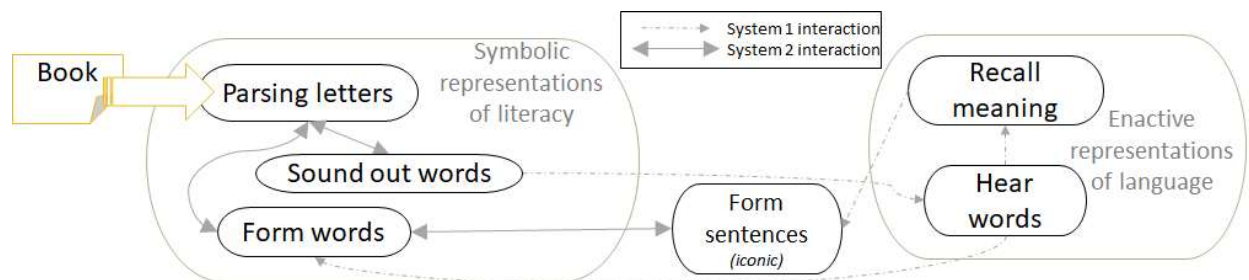 System 1 interaction
System 2 interaction
Book
Parsing letters
Symbolic
representations
of literacy
Sound out words
Form words
Form
sentences
(iconic)
Recall
meaning
Enactive
representations
of language
Hear
words